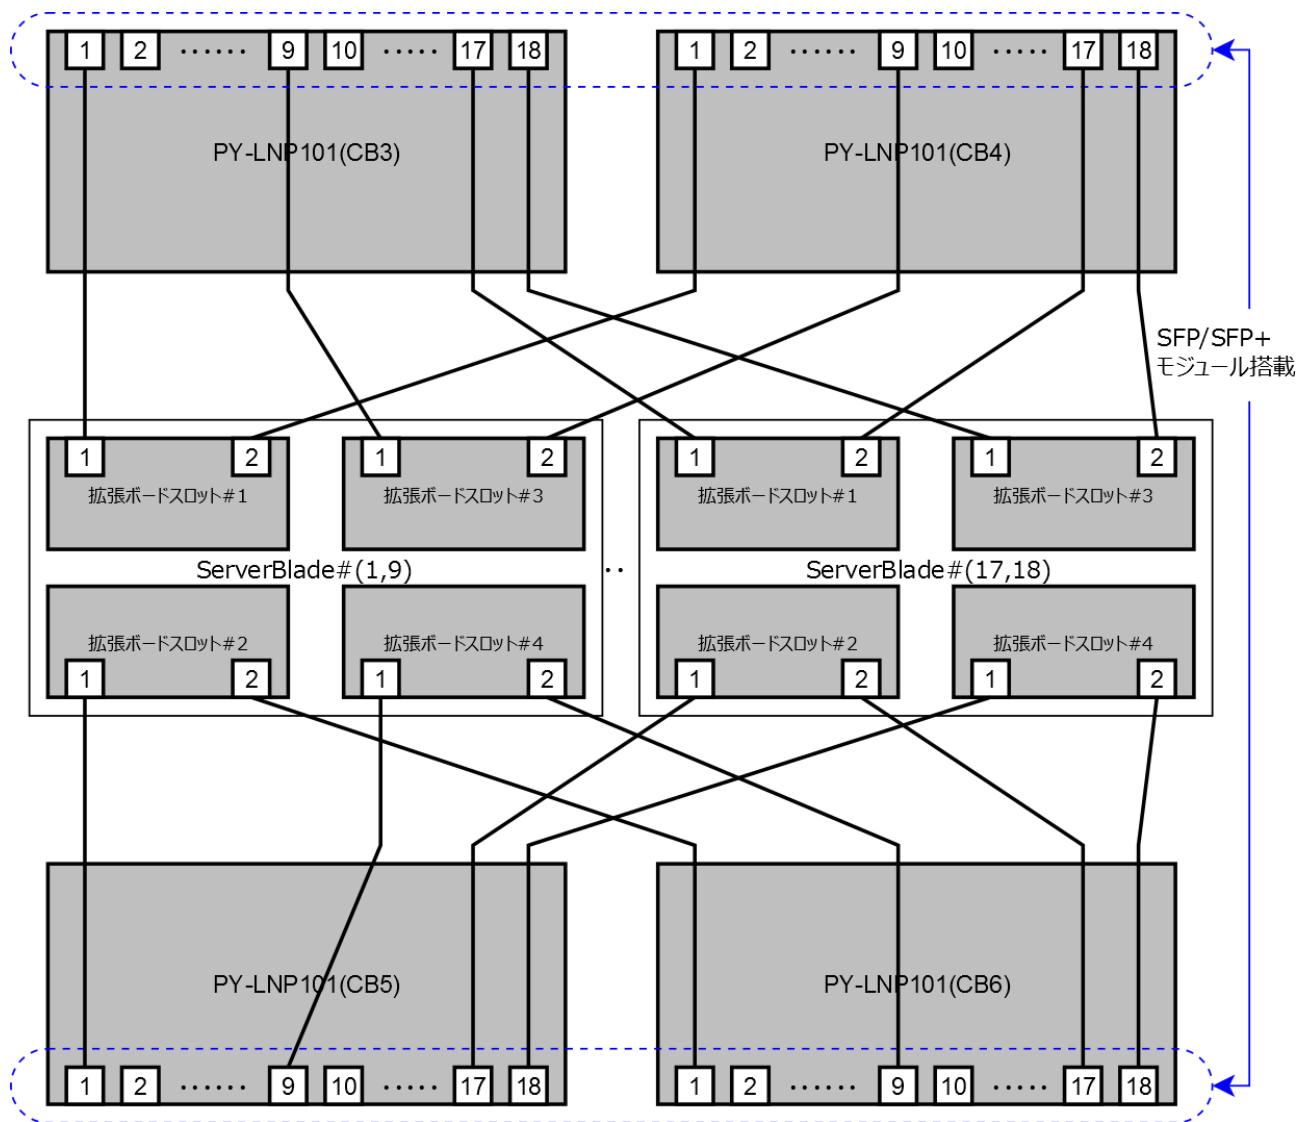 1 2 ‥‥‥ 9 10 ‥‥‥ 17 18
1 2 ‥‥‥ 9 10 ‥‥‥ 17 18
PY-LNP101(CB3)
PY-LNP101(CB4)
SFP/SFP+
モジュール搭載
1 2
拡張ボードスロット#1
1 2
拡張ボードスロット#3
1 2
拡張ボードスロット#1
1 2
拡張ボードスロット#3
ServerBlade#(1,9)
‥
ServerBlade#(17,18)
拡張ボードスロット#2
1 2
拡張ボードスロット#4
1 2
拡張ボードスロット#2
1 2
拡張ボードスロット#4
1 2
PY-LNP101(CB5)
PY-LNP101(CB6)
1 2 ‥‥‥ 9 10 ‥‥‥ 17 18
1 2 ‥‥‥ 9 10 ‥‥‥ 17 18